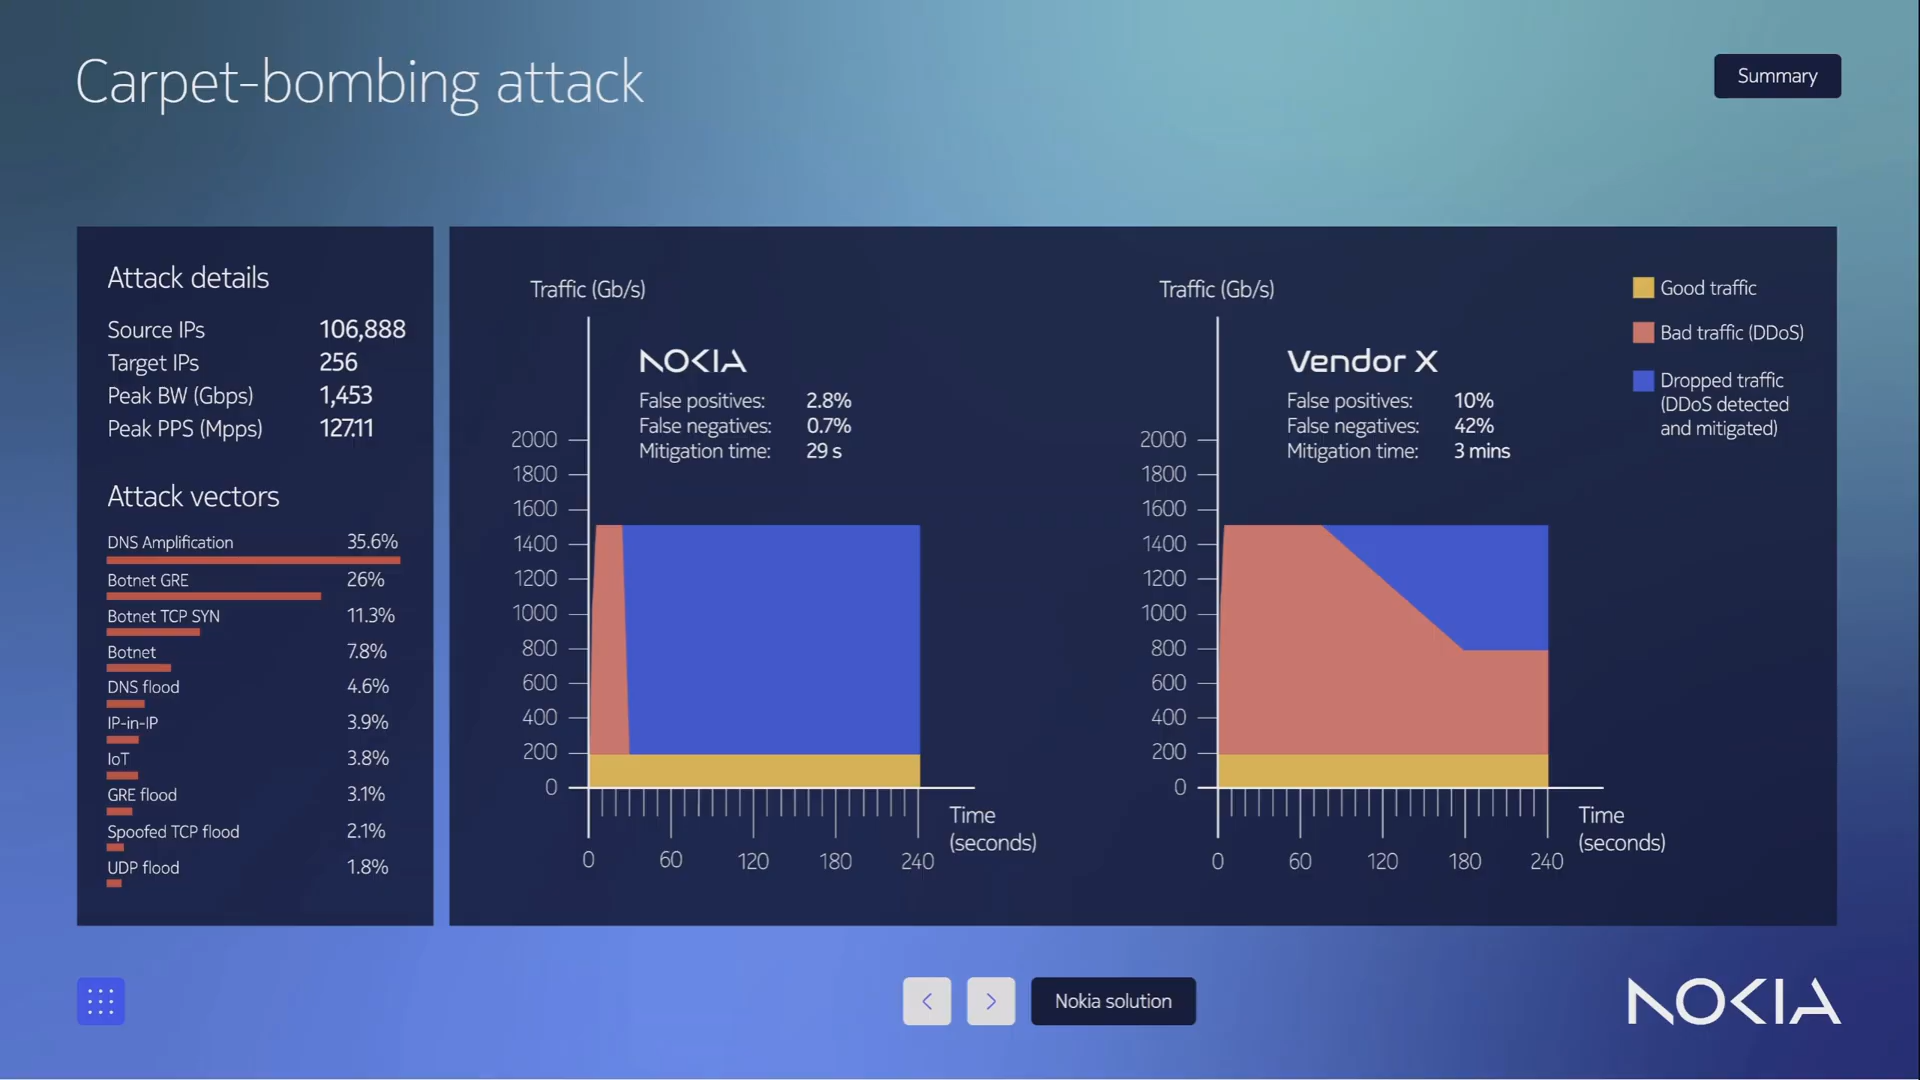 Carpet-bombing attack
Summary
Attack details
Source IPs 106,888
Target IPs 256
Peak BW (Gbps) 1,453
Peak PPS (Mpps) 127.11
Attack vectors
DNS Amplification 35.6%
Botnet GRE 26%
Botnet TCP SYN 11.3%
Botnet 7.8%
DNS flood 4.6%
IP-in-IP 3.9%
IoT 3.8%
GRE flood 3.1%
Spoofed TCP flood 2.1%
UDP flood 1.8%
Traffic (Gb/s)
NOKIA
False positives: 2.8%
False negatives: 0.7%
Mitigation time: 29 s
2000
1800
1600
1400
1200
1000
800
600
400
200
0
0 60 120 180 240
Time
(seconds)
Traffic (Gb/s)
Vendor X
False positives: 10%
False negatives: 42%
Mitigation time: 3 mins
2000
1800
1600
1400
1200
1000
800
600
400
200
0
0 60 120 180 240
Time
(seconds)
Good traffic
Bad traffic (DDoS)
Dropped traffic
(DDoS detected
and mitigated)
Nokia solution
NOKIA